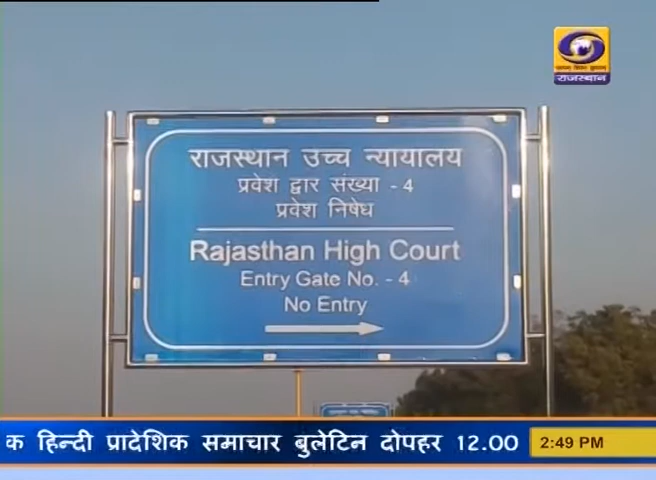 राजस्थान
राजस्थान उच्च न्यायालय
प्रवेश द्वार संख्या - 4
प्रवेश निषेध
Rajasthan High Court
Entry Gate No. - 4
No Entry
क हिन्दी प्रादेशिक समाचार बुलेटिन दोपहर 12.00
2:49 PM